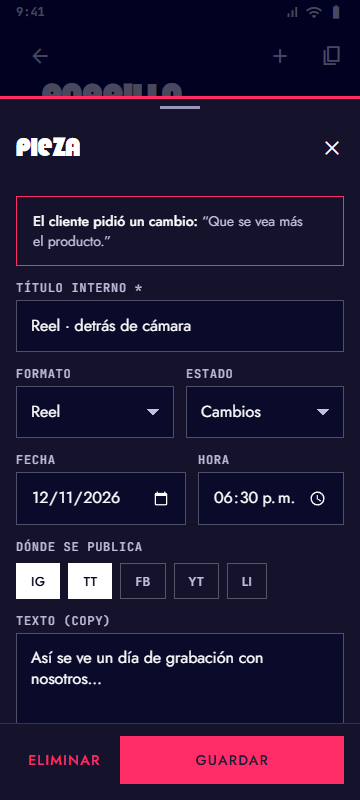 9:41
PIEZA
El cliente pidió un cambio: “Que se vea más
el producto.”
TÍTULO INTERNO *
Reel · detrás de cámara
FORMATO
ESTADO
Reel
Cambios
FECHA
HORA
12/11/2026
06:30 p. m.
DÓNDE SE PUBLICA
IG
TT
FB
YT
LI
TEXTO (COPY)
Así se ve un día de grabación con
nosotros…
ELIMINAR
GUARDAR